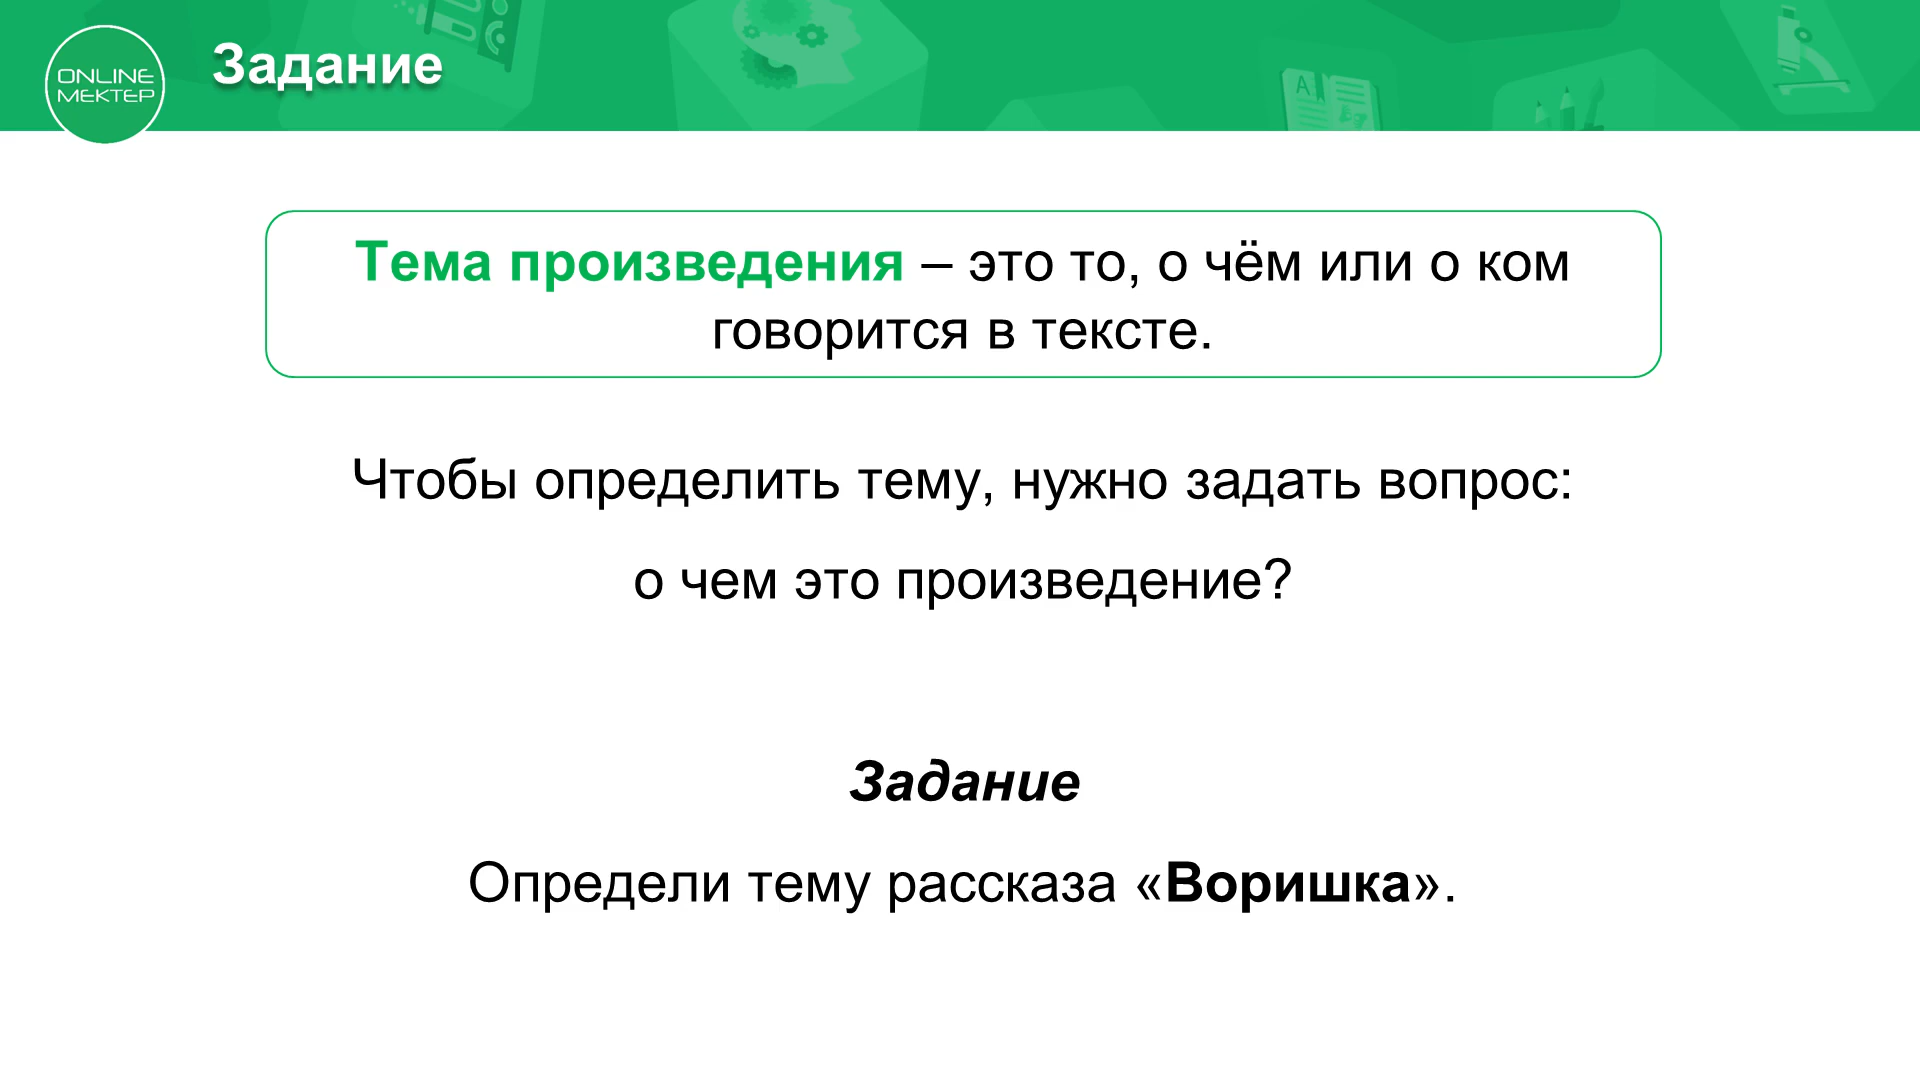 ONLINE
МЕКТЕР
Задание
Тема произведения – это то, о чём или о ком
говорится в тексте.
Чтобы определить тему, нужно задать вопрос:
о чем это произведение?
Задание
Определи тему рассказа «Воришка».